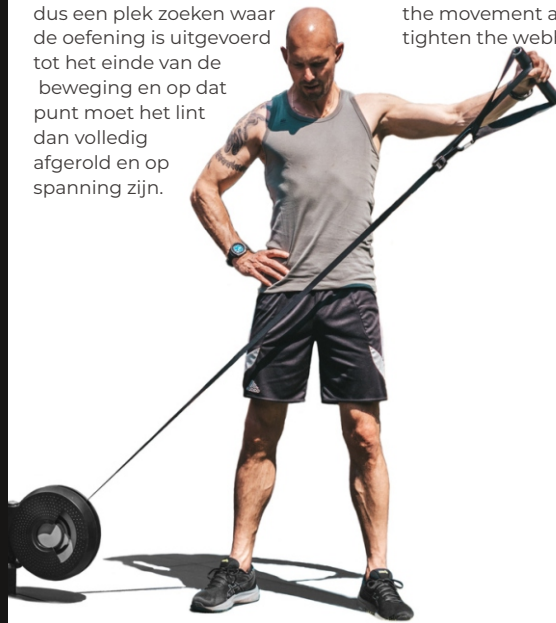 dus een plek zoeken waar
de oefening is uitgevoerd
tot het einde van de
beweging en op dat
punt moet het lint
dan volledig
afgerold en op
spanning zijn.
the movement a
tighten the web